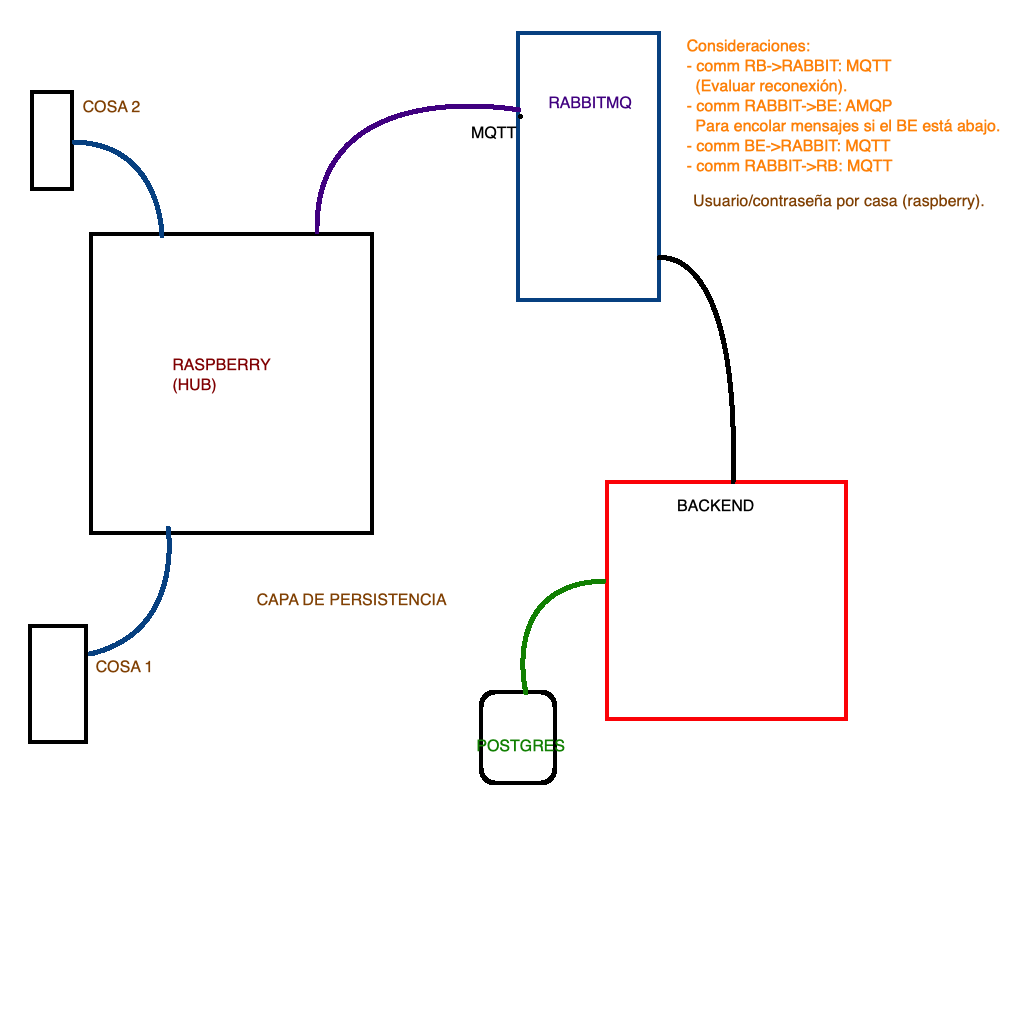 Consideraciones:
- comm RB->RABBIT: MQTT
(Evaluar reconexión).
- comm RABBIT->BE: AMQP
Para encolar mensajes si el BE está abajo.
- comm BE->RABBIT: MQTT
- comm RABBIT->RB: MQTT
Usuario/contraseña por casa (raspberry).
RABBITMQ
MQTT
COSA 2
RASPBERRY
(HUB)
BACKEND
CAPA DE PERSISTENCIA
COSA 1
POSTGRES